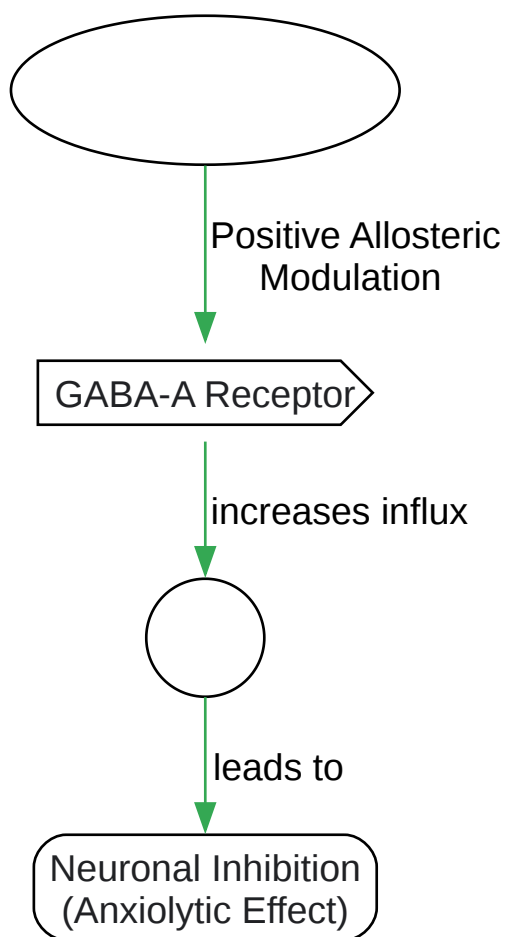 Positive Allosteric
Modulation
GABA-A Receptor
increases influx
leads to
Neuronal Inhibition
(Anxiolytic Effect)